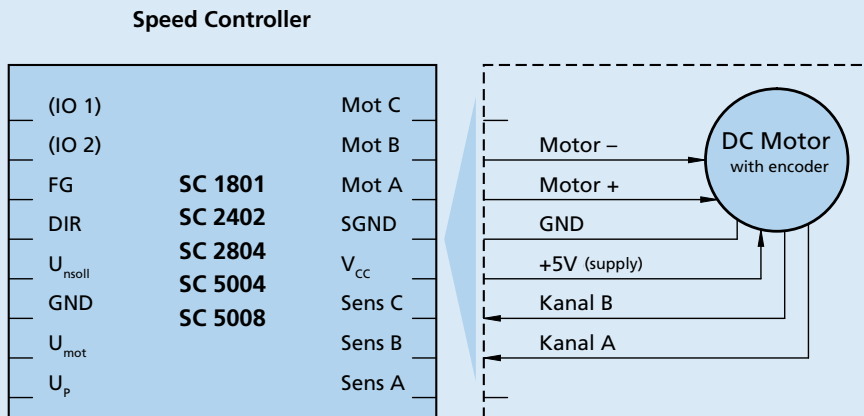 Speed Controller
(IO 1)
(IO 2)
FG
DIR
Unsoll
GND
Umot
UP
SC 1801
SC 2402
SC 2804
SC 5004
SC 5008
Mot C
Mot B
Mot A
SGND
VCC
Sens C
Sens B
Sens A
Motor –
Motor +
GND
+5V (supply)
Kanal B
Kanal A
DC Motor
with encoder